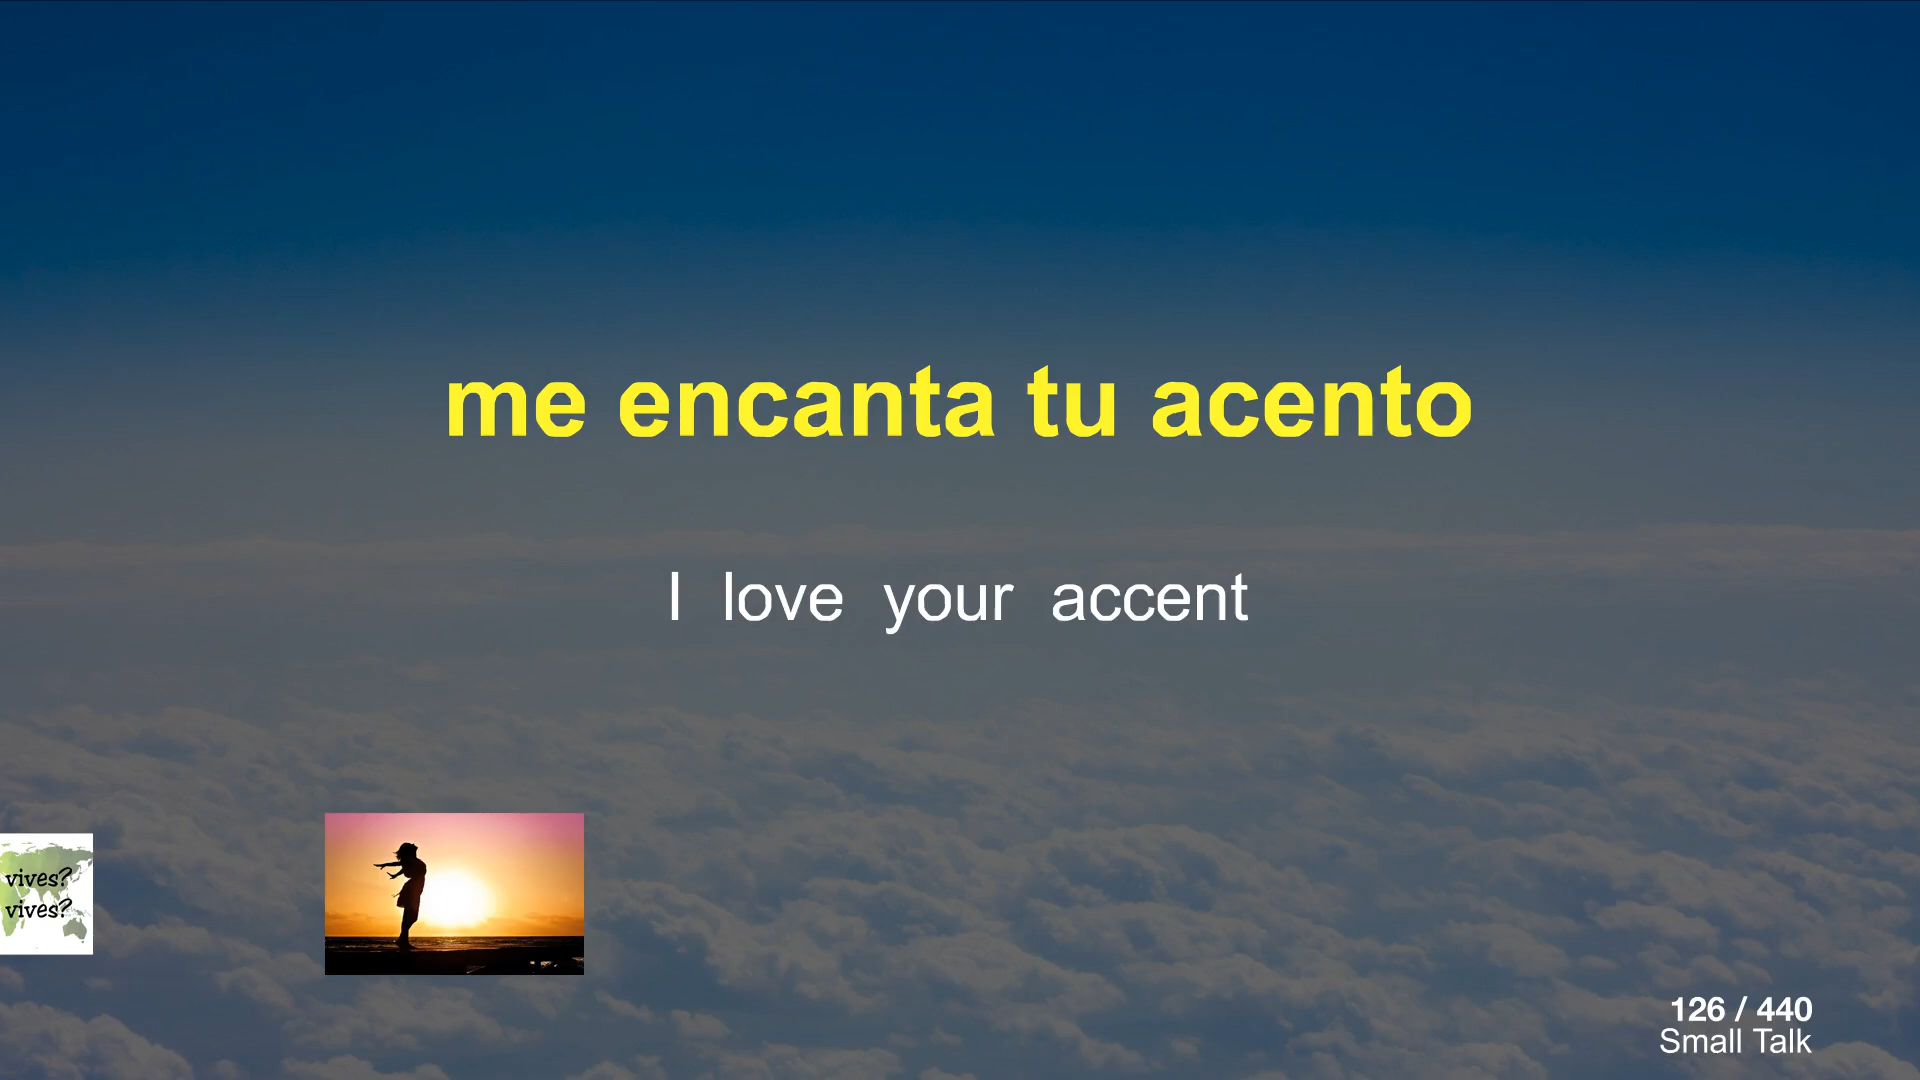 me encanta tu acento
I love your accent
vives?
vives?
126 / 440
Small Talk